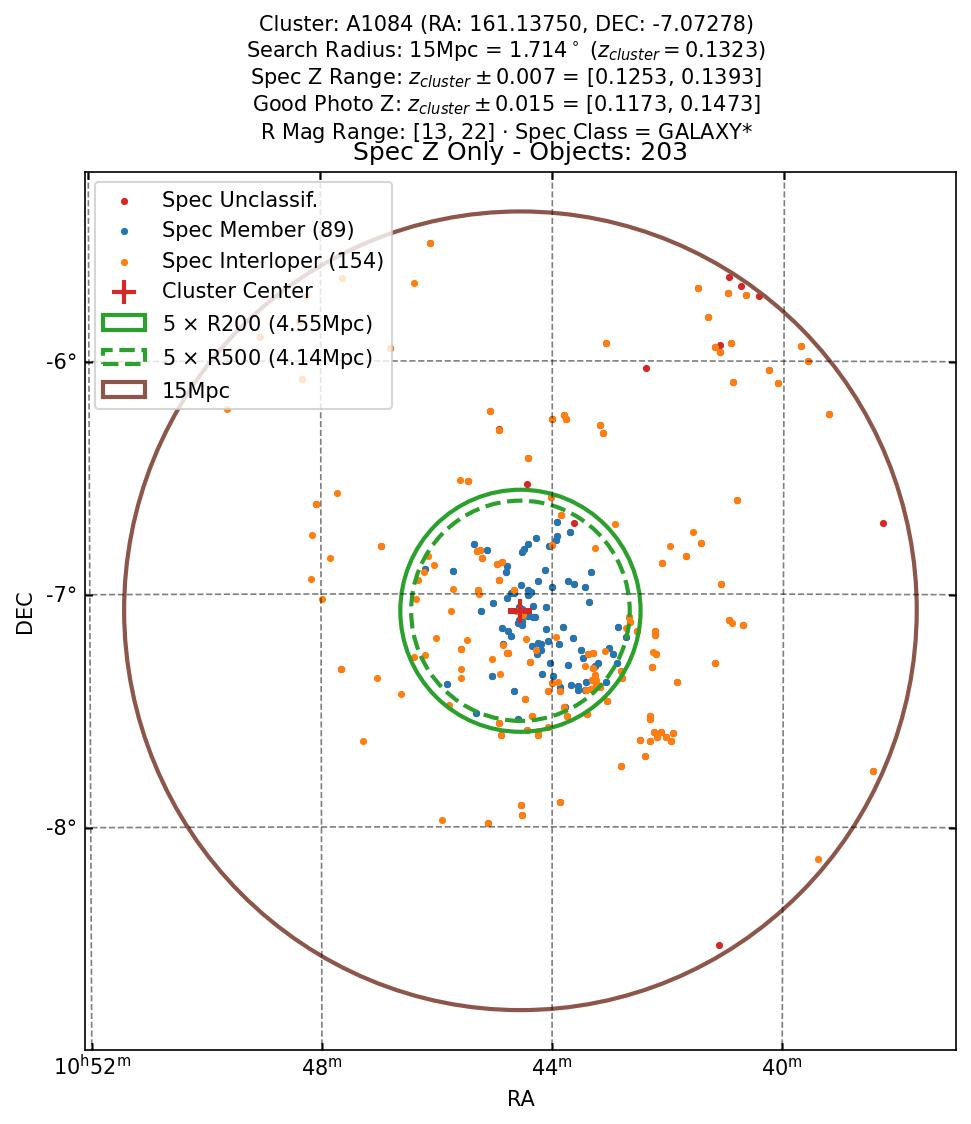 Cluster: A1084 (RA: 161.13750, DEC: -7.07278)
Search Radius: 15Mpc = 1.714° (z_cluster = 0.1323)
Spec Z Range: z_cluster ± 0.007 = [0.1253, 0.1393]
Good Photo Z: z_cluster ± 0.015 = [0.1173, 0.1473]
R Mag Range: [13, 22] · Spec Class = GALAXY*
Spec Z Only - Objects: 203
Spec Unclassif.
Spec Member (89)
Spec Interloper (154)
Cluster Center
5 × R200 (4.55Mpc)
5 × R500 (4.14Mpc)
15Mpc
-6°
-7°
-8°
DEC
10h52m
48m
44m
40m
RA